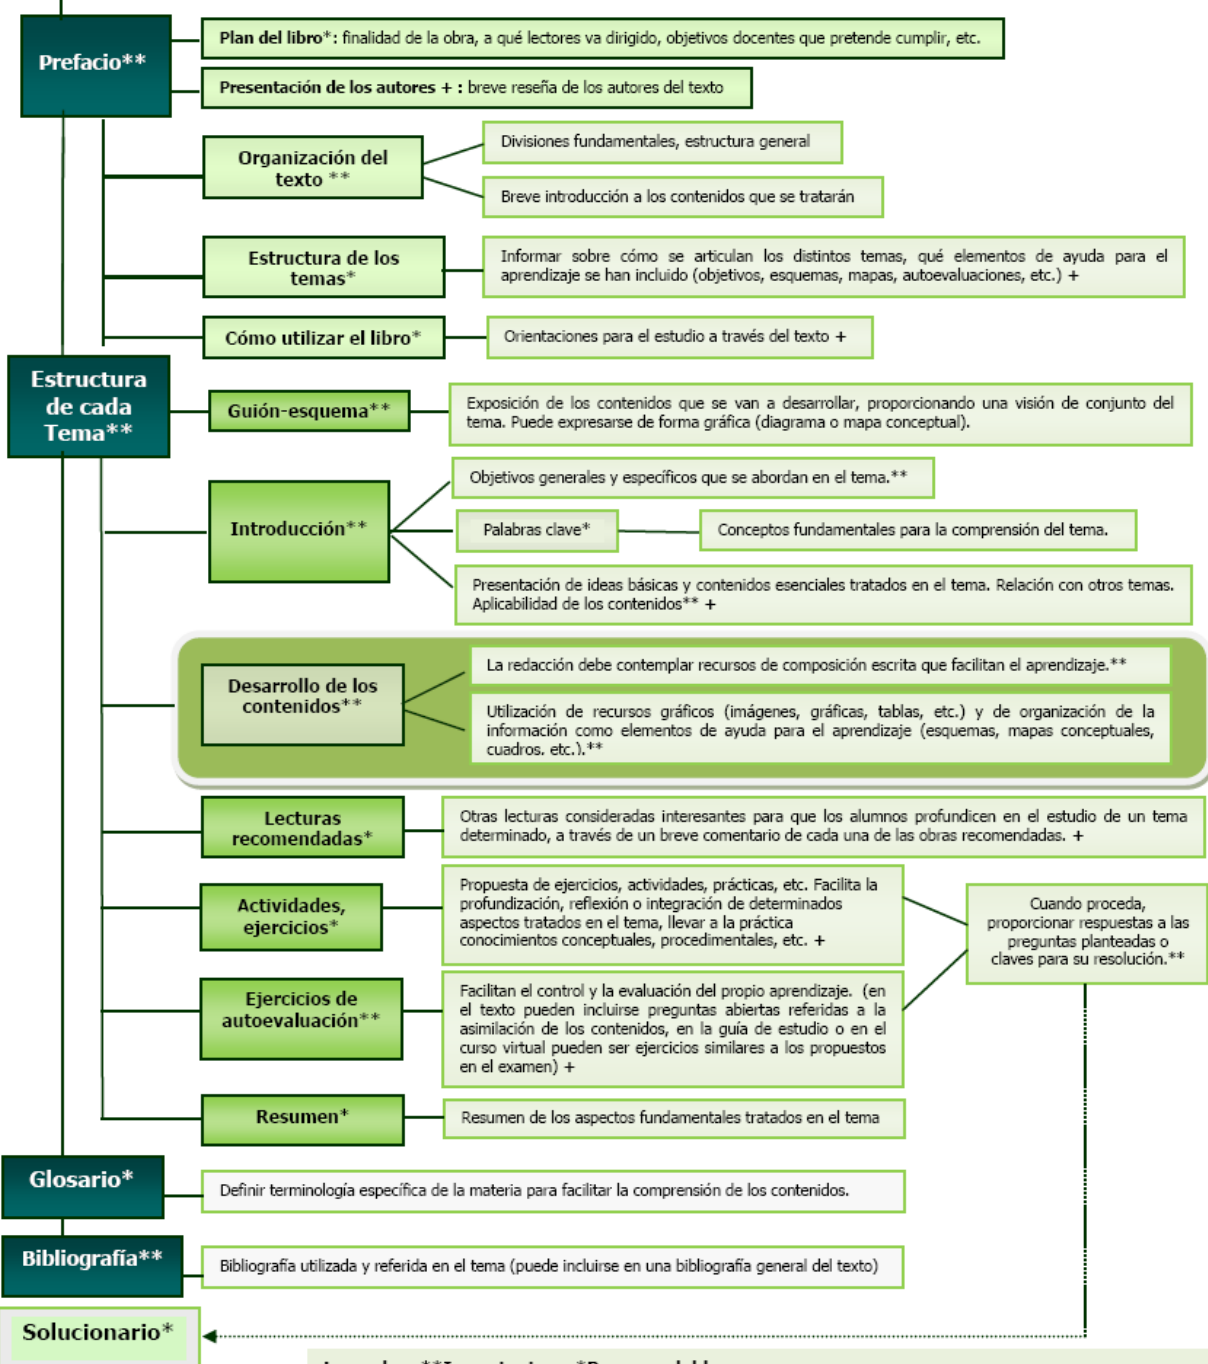 Prefacio**
Plan del libro*: finalidad de la obra, a qué lectores va dirigido, objetivos docentes que pretende cumplir, etc.
Presentación de los autores + : breve reseña de los autores del texto
Organización del
texto **
Divisiones fundamentales, estructura general
Breve introducción a los contenidos que se tratarán
Estructura de los
temas*
Informar sobre cómo se articulan los distintos temas, qué elementos de ayuda para el
aprendizaje se han incluido (objetivos, esquemas, mapas, autoevaluaciones, etc.) +
Cómo utilizar el libro*
Orientaciones para el estudio a través del texto +
Estructura
de cada
Tema**
Guión-esquema**
Exposición de los contenidos que se van a desarrollar, proporcionando una visión de conjunto del
tema. Puede expresarse de forma gráfica (diagrama o mapa conceptual).
Introducción**
Objetivos generales y específicos que se abordan en el tema.**
Palabras clave*
Conceptos fundamentales para la comprensión del tema.
Presentación de ideas básicas y contenidos esenciales tratados en el tema. Relación con otros temas.
Aplicabilidad de los contenidos** +
Desarrollo de los
contenidos**
La redacción debe contemplar recursos de composición escrita que facilitan el aprendizaje.**
Utilización de recursos gráficos (imágenes, gráficas, tablas, etc.) y de organización de la
información como elementos de ayuda para el aprendizaje (esquemas, mapas conceptuales,
cuadros. etc.).**
Lecturas
recomendadas*
Otras lecturas consideradas interesantes para que los alumnos profundicen en el estudio de un tema
determinado, a través de un breve comentario de cada una de las obras recomendadas. +
Actividades,
ejercicios*
Propuesta de ejercicios, actividades, prácticas, etc. Facilita la
profundización, reflexión o integración de determinados
aspectos tratados en el tema, llevar a la práctica
conocimientos conceptuales, procedimentales, etc. +
Cuando proceda,
proporcionar respuestas a las
preguntas planteadas o
claves para su resolución.**
Ejercicios de
autoevaluación**
Facilitan el control y la evaluación del propio aprendizaje. (en
el texto pueden incluirse preguntas abiertas referidas a la
asimilación de los contenidos, en la guía de estudio o en el
curso virtual pueden ser ejercicios similares a los propuestos
en el examen) +
Resumen*
Resumen de los aspectos fundamentales tratados en el tema
Glosario*
Definir terminología específica de la materia para facilitar la comprensión de los contenidos.
Bibliografía**
Bibliografía utilizada y referida en el tema (puede incluirse en una bibliografía general del texto)
Solucionario*